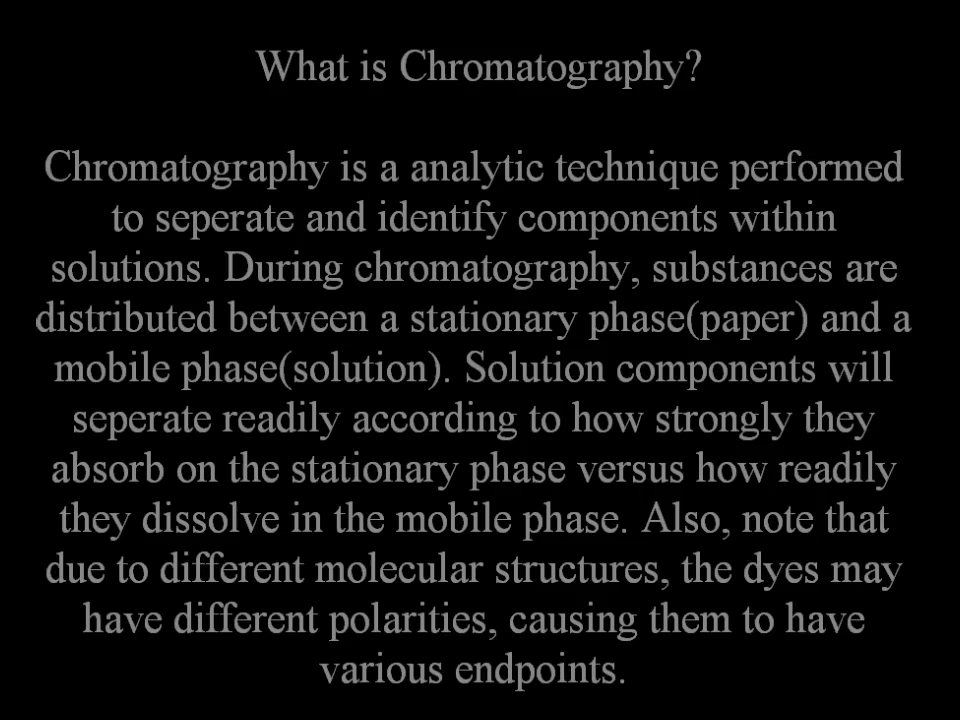 What is Chromatography?
Chromatography is a analytic technique performed
to seperate and identify components within
solutions. During chromatography, substances are
distributed between a stationary phase(paper) and a
mobile phase(solution). Solution components will
seperate readily according to how strongly they
absorb on the stationary phase versus how readily
they dissolve in the mobile phase. Also, note that
due to different molecular structures, the dyes may
have different polarities, causing them to have
various endpoints.